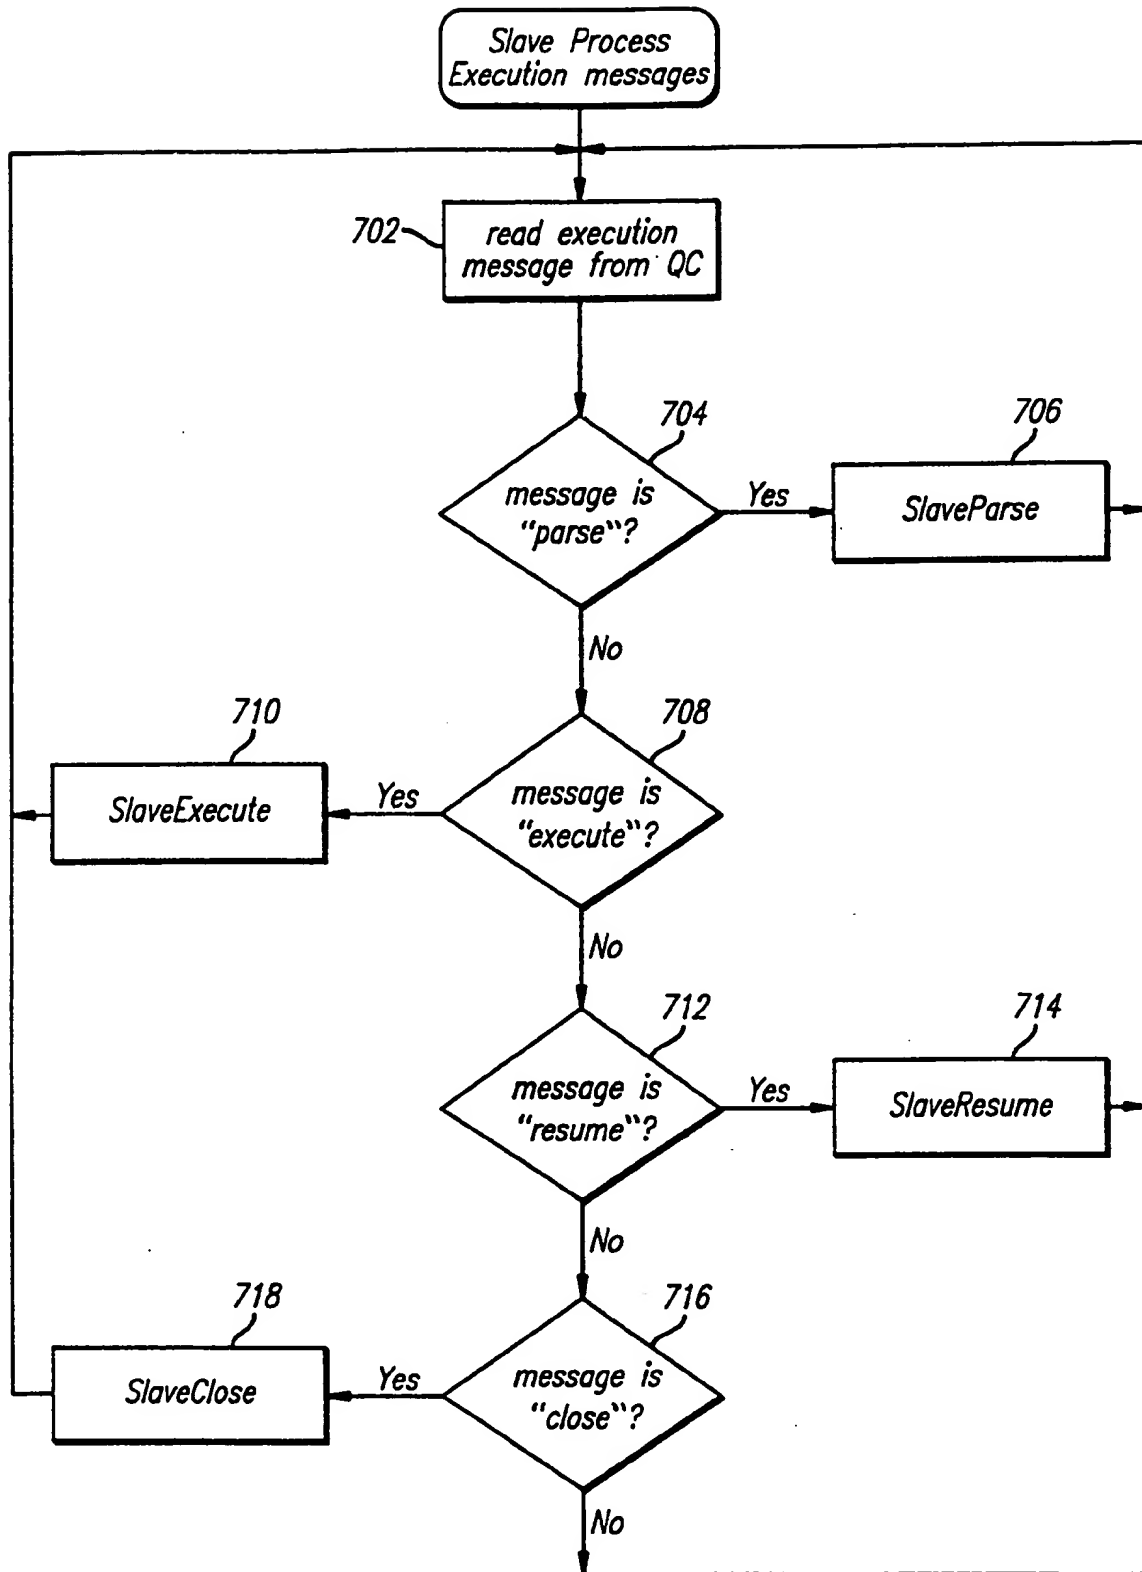 Slave Process
Execution messages
702
read execution
message from QC
704
message is
"parse"?
Yes
706
SlaveParse
No
708
message is
"execute"?
Yes
710
SlaveExecute
No
712
message is
"resume"?
Yes
714
SlaveResume
No
716
message is
"close"?
Yes
718
SlaveClose
No